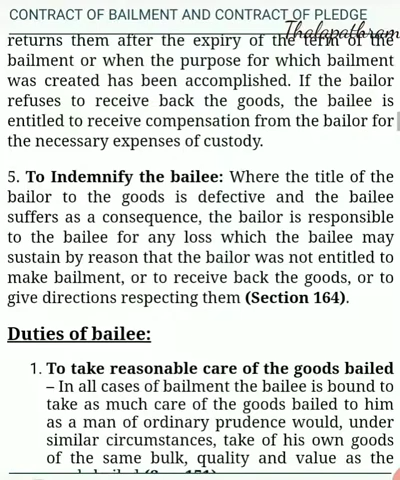 CONTRACT OF BAILMENT AND CONTRACT OF PLEDGE
Thalapathram
returns them after the expiry of the term of the
bailment or when the purpose for which bailment
was created has been accomplished. If the bailor
refuses to receive back the goods, the bailee is
entitled to receive compensation from the bailor for
the necessary expenses of custody.
5. To Indemnify the bailee: Where the title of the
bailor to the goods is defective and the bailee
suffers as a consequence, the bailor is responsible
to the bailee for any loss which the bailee may
sustain by reason that the bailor was not entitled to
make bailment, or to receive back the goods, or to
give directions respecting them (Section 164).
Duties of bailee:
1. To take reasonable care of the goods bailed
– In all cases of bailment the bailee is bound to
take as much care of the goods bailed to him
as a man of ordinary prudence would, under
similar circumstances, take of his own goods
of the same bulk, quality and value as the